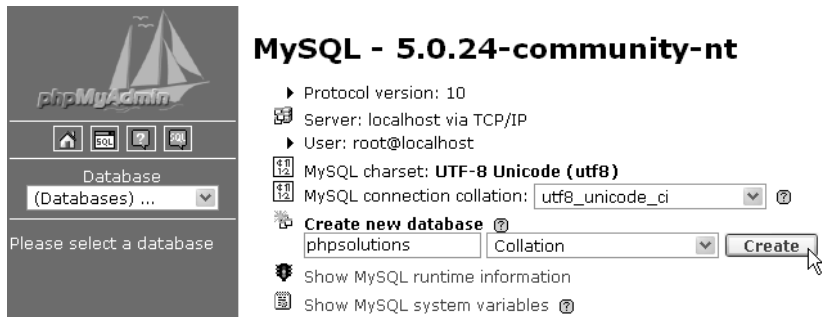 phpMyAdmin
SQL
?
SQL
Database
(Databases) ...
Please select a database
MySQL - 5.0.24-community-nt
Protocol version: 10
Server: localhost via TCP/IP
User: root@localhost
MySQL charset: UTF-8 Unicode (utf8)
MySQL connection collation: utf8_unicode_ci ?
Create new database ?
phpsolutions Collation Create
Show MySQL runtime information
Show MySQL system variables ?